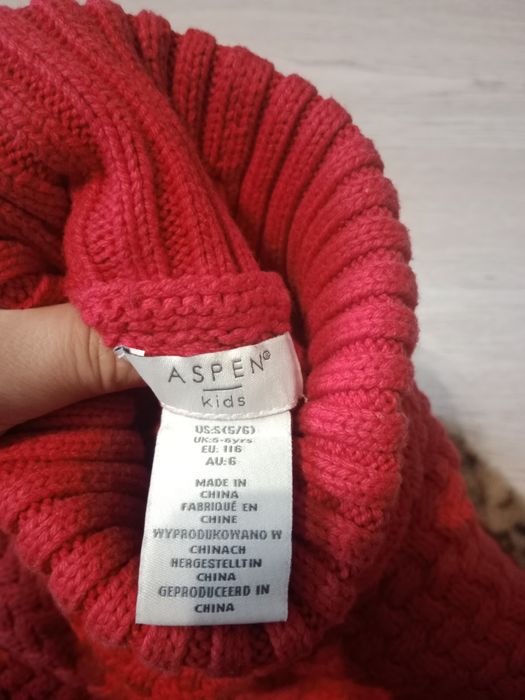 ASPEN®
kids
US:S(5/6)
UK:5-6yrs
EU: 116
AU:6
MADE IN
CHINA
FABRIQUÉ EN
CHINE
WYPRODUKOWANO W
CHINACH
HERGESTELLTIN
CHINA
GEPRODUCEERD IN
CHINA